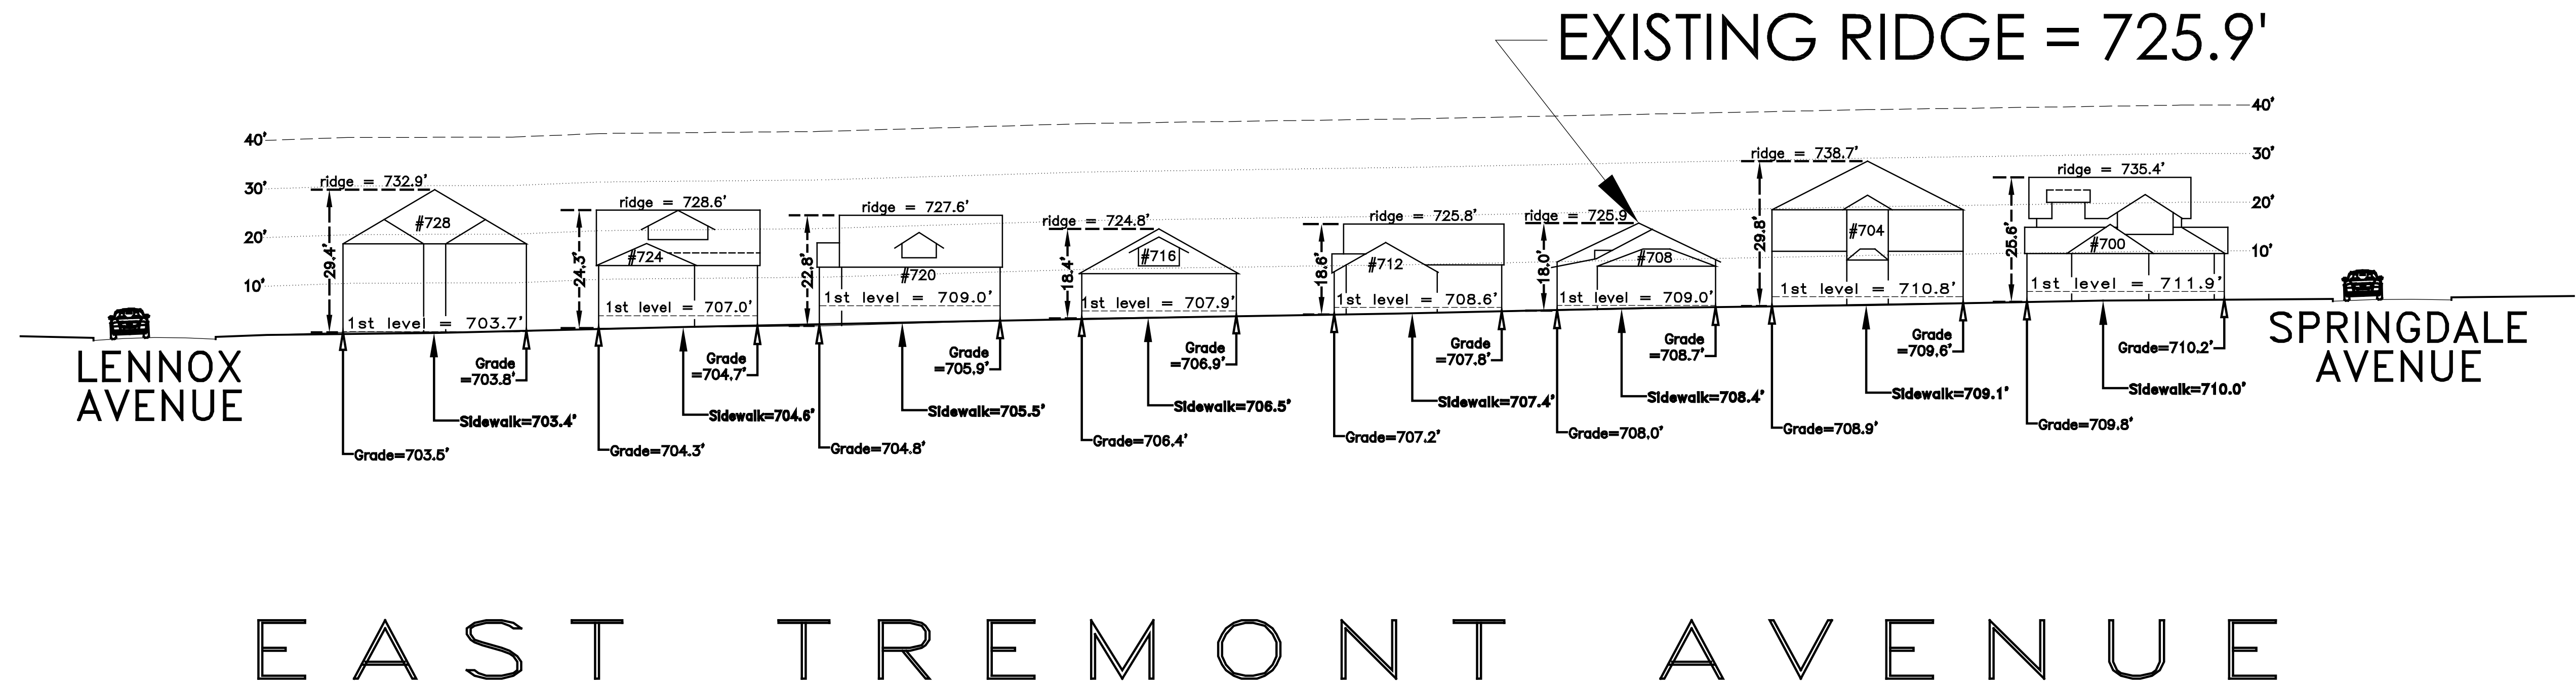 EXISTING RIDGE = 725.9'
40'
30'
20'
10'
40'
30'
20'
10'
ridge = 732.9'
#728
29.4'
1st level = 703.7'
ridge = 728.6'
#724
24.3'
1st level = 707.0'
ridge = 727.6'
#720
22.8'
1st level = 709.0'
ridge = 724.8'
#716
18.4'
1st level = 707.9'
ridge = 725.8'
#712
18.6'
1st level = 708.6'
ridge = 725.9'
#708
18.0'
1st level = 709.0'
ridge = 738.7'
#704
29.8'
1st level = 710.8'
ridge = 735.4'
#700
25.6'
1st level = 711.9'
LENNOX
AVENUE
SPRINGDALE
AVENUE
Grade
=703.8'
Sidewalk=703.4'
Grade=703.5'
Grade
=704.7'
Sidewalk=704.6'
Grade=704.3'
Grade
=705.9'
Sidewalk=705.5'
Grade=704.8'
Grade
=706.9'
Sidewalk=706.5'
Grade=706.4'
Grade
=707.8'
Sidewalk=707.4'
Grade=707.2'
Grade
=708.7'
Sidewalk=708.4'
Grade=708.0'
Grade
=709.6'
Sidewalk=709.1'
Grade=708.9'
Grade=710.2'
Sidewalk=710.0'
Grade=709.8'
EAST TREMONT AVENUE